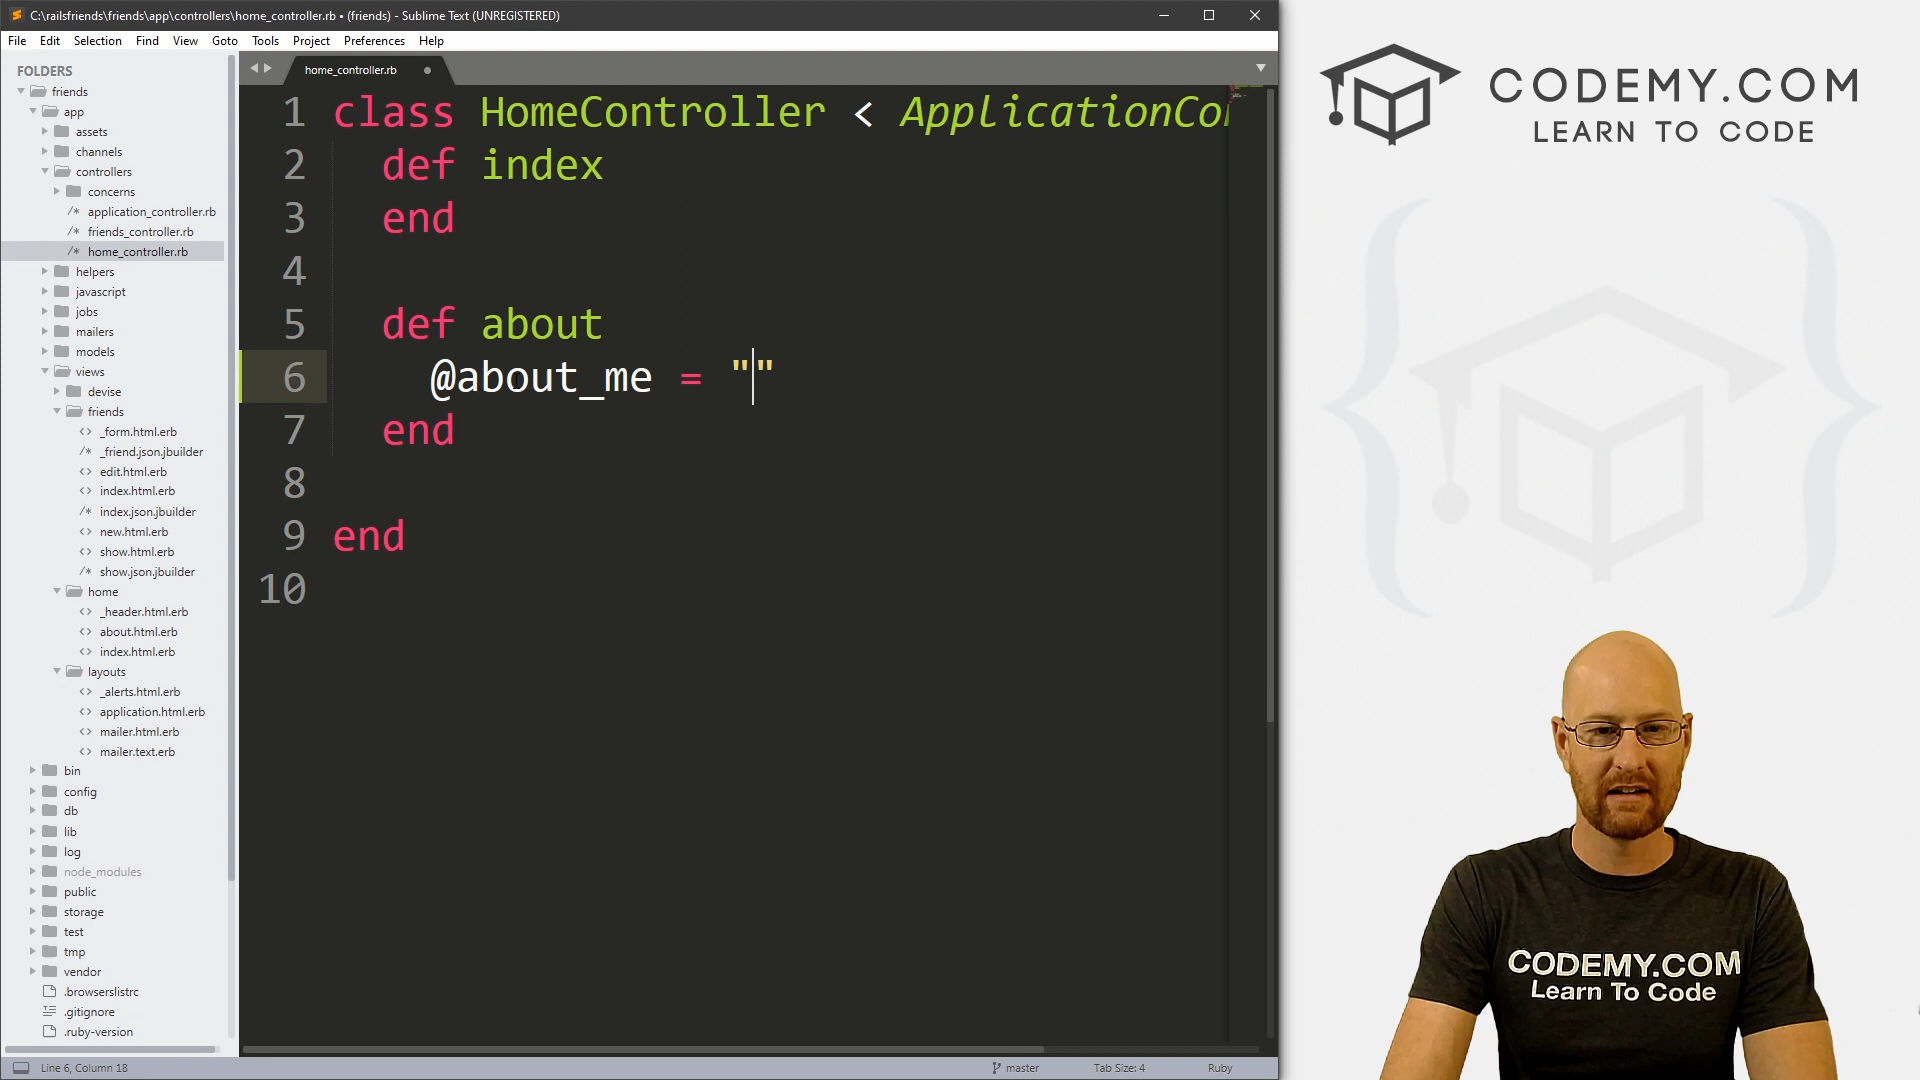 C:\railsfriends\friends\app\controllers\home_controller.rb • (friends) - Sublime Text (UNREGISTERED)
File Edit Selection Find View Goto Tools Project Preferences Help
FOLDERS
friends
app
assets
channels
controllers
concerns
application_controller.rb
friends_controller.rb
home_controller.rb
helpers
javascript
jobs
mailers
models
views
devise
friends
_form.html.erb
_friend.json.jbuilder
edit.html.erb
index.html.erb
index.json.jbuilder
new.html.erb
show.html.erb
show.json.jbuilder
home
_header.html.erb
about.html.erb
index.html.erb
layouts
_alerts.html.erb
application.html.erb
mailer.html.erb
mailer.text.erb
bin
config
db
lib
log
node_modules
public
storage
test
tmp
vendor
.browserslistrc
.gitignore
.ruby-version
home_controller.rb
1 class HomeController < ApplicationCo
2 def index
3 end
4
5 def about
6 @about_me = ""
7 end
8
9 end
10
Line 6, Column 18
master
Tab Size: 4
Ruby
CODEMY.COM
LEARN TO CODE
CODEMY.COM
Learn To Code